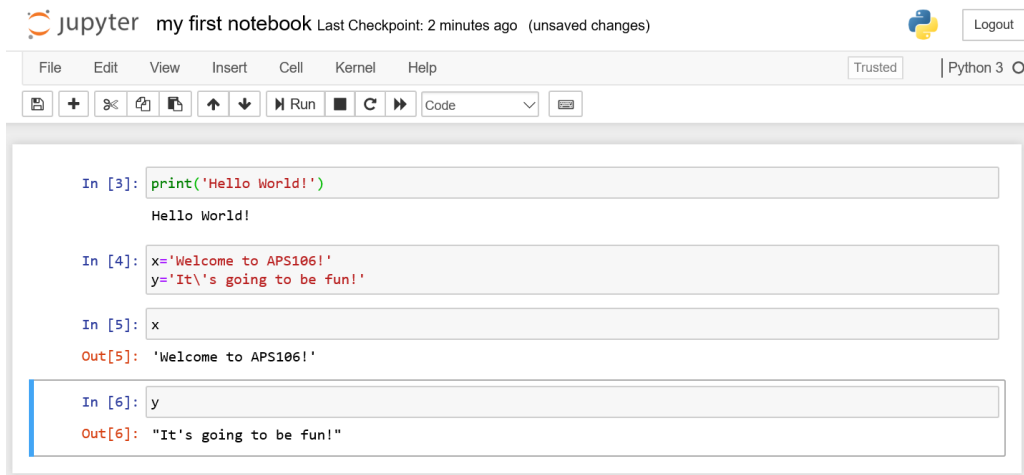 jupyter my first notebook Last Checkpoint: 2 minutes ago (unsaved changes) Logout
File Edit View Insert Cell Kernel Help Trusted Python 3
Run Code
In [3]: print('Hello World!')
Hello World!
In [4]: x='Welcome to APS106!'
y='It\'s going to be fun!'
In [5]: x
Out[5]: 'Welcome to APS106!'
In [6]: y
Out[6]: "It's going to be fun!"